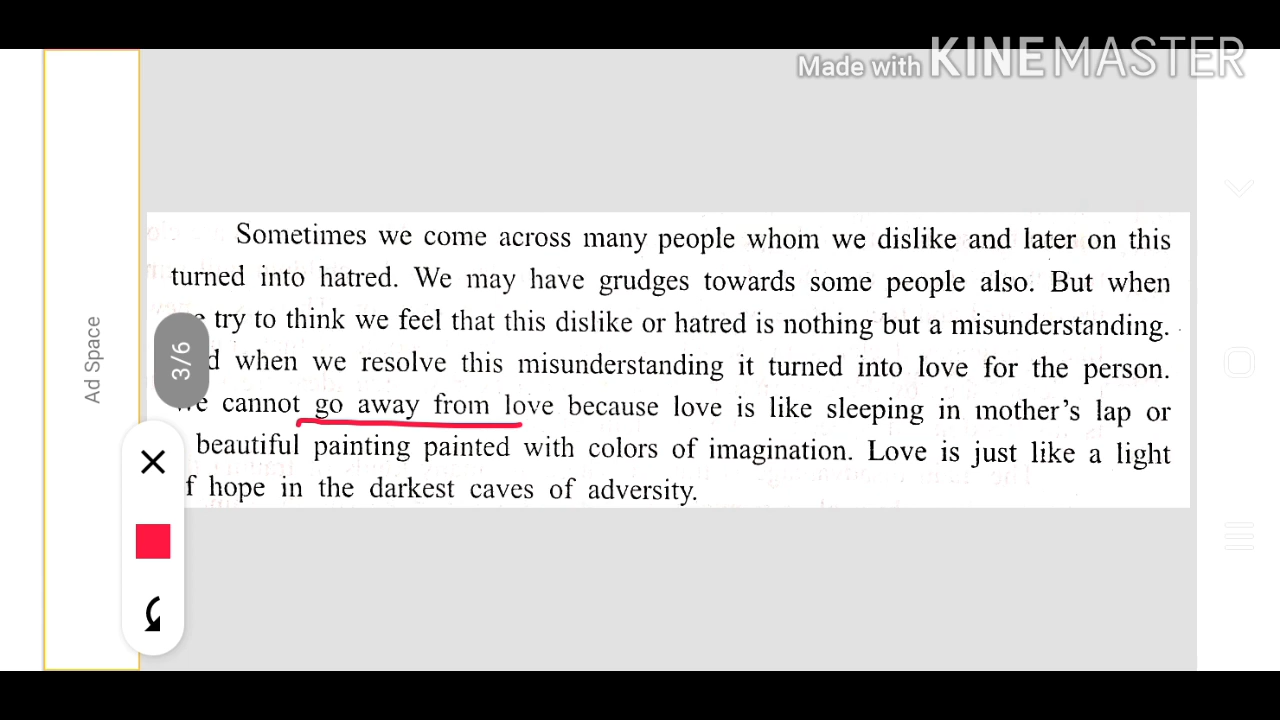 Made with KINEMASTER
Ad Space
3/6
Sometimes we come across many people whom we dislike and later on this
turned into hatred. We may have grudges towards some people also. But when
try to think we feel that this dislike or hatred is nothing but a misunderstanding.
when we resolve this misunderstanding it turned into love for the person.
cannot go away from love because love is like sleeping in mother's lap or
beautiful painting painted with colors of imagination. Love is just like a light
hope in the darkest caves of adversity.